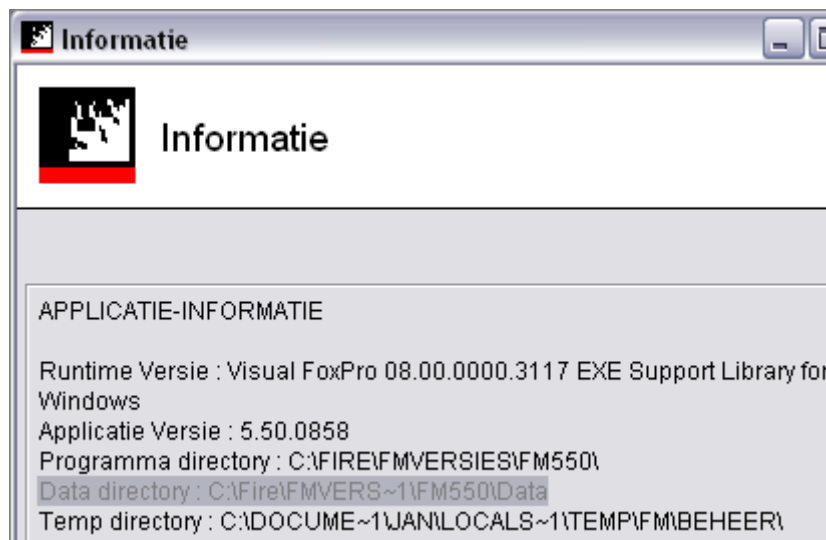 Informatie
Informatie
APPLICATIE-INFORMATIE
Runtime Versie : Visual FoxPro 08.00.0000.3117 EXE Support Library for
Windows
Applicatie Versie : 5.50.0858
Programma directory : C:\FIRE\FMVERSIES\FM550\
Data directory : C:\Fire\FMVERS~1\FM550\Data
Temp directory : C:\DOCUME~1\JAN\LOCALS~1\TEMP\FM\BEHEER\